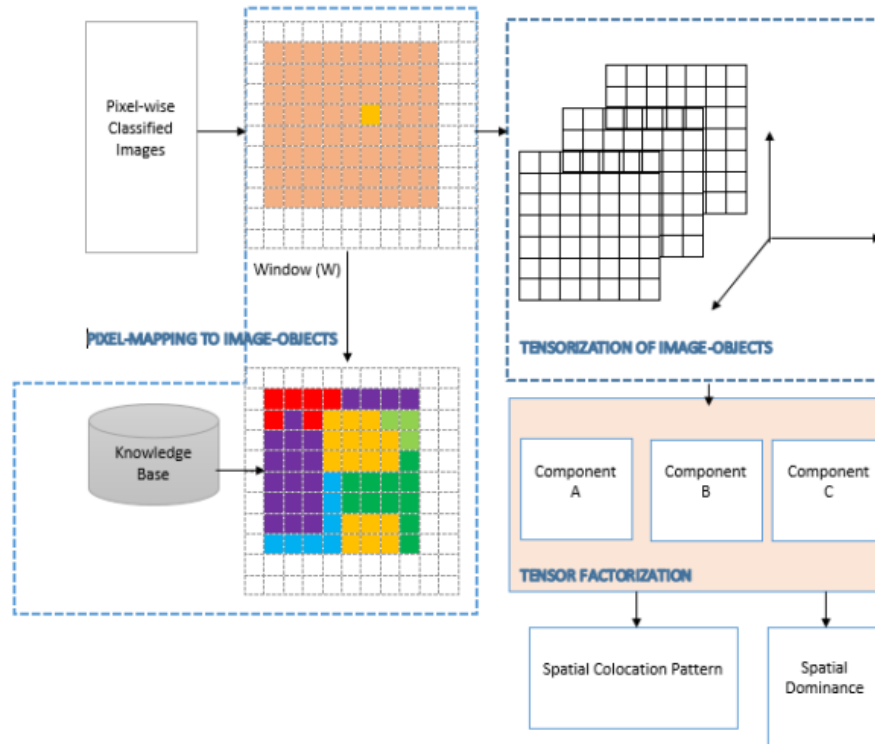 Pixel-wise
Classified
Images
Window (W)
PIXEL-MAPPING TO IMAGE-OBJECTS
Knowledge
Base
TENSORIZATION OF IMAGE-OBJECTS
Component
A
Component
B
Component
C
TENSOR FACTORIZATION
Spatial Colocation Pattern
Spatial
Dominance